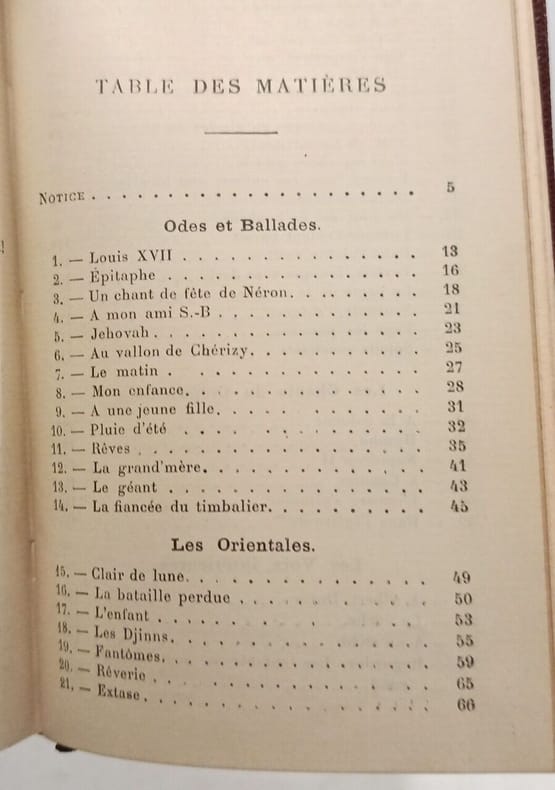 TABLE DES MATIÈRES
NOTICE . . . . . . . . . . . . . . . . . . . . . 5
Odes et Ballades.
1. — Louis XVII . . . . . . . . . . . . 13
2. — Épitaphe . . . . . . . . . . . . 16
3. — Un chant de fête de Néron. . . . . . . . 18
4. — A mon ami S.-B . . . . . . . . . . 21
5. — Jehovah . . . . . . . . . . . . . 23
6. — Au vallon de Chérizy. . . . . . . . . 25
7. — Le matin . . . . . . . . . . . . 27
8. — Mon enfance. . . . . . . . . . . . 28
9. — A une jeune fille. . . . . . . . . . 31
10. — Pluie d'été . . . . . . . . . . . 32
11. — Rêves . . . . . . . . . . . . . 35
12. — La grand'mère. . . . . . . . . . . 41
13. — Le géant . . . . . . . . . . . . 43
14. — La fiancée du timbalier. . . . . . . . 45
Les Orientales.
15. — Clair de lune. . . . . . . . . . . 49
16. — La bataille perdue . . . . . . . . . 50
17. — L'enfant . . . . . . . . . . . . 53
18. — Les Djinns. . . . . . . . . . . . 55
19. — Fantômes. . . . . . . . . . . . . 59
20. — Rêverie . . . . . . . . . . . . . 65
21. — Extase. . . . . . . . . . . . . . 66